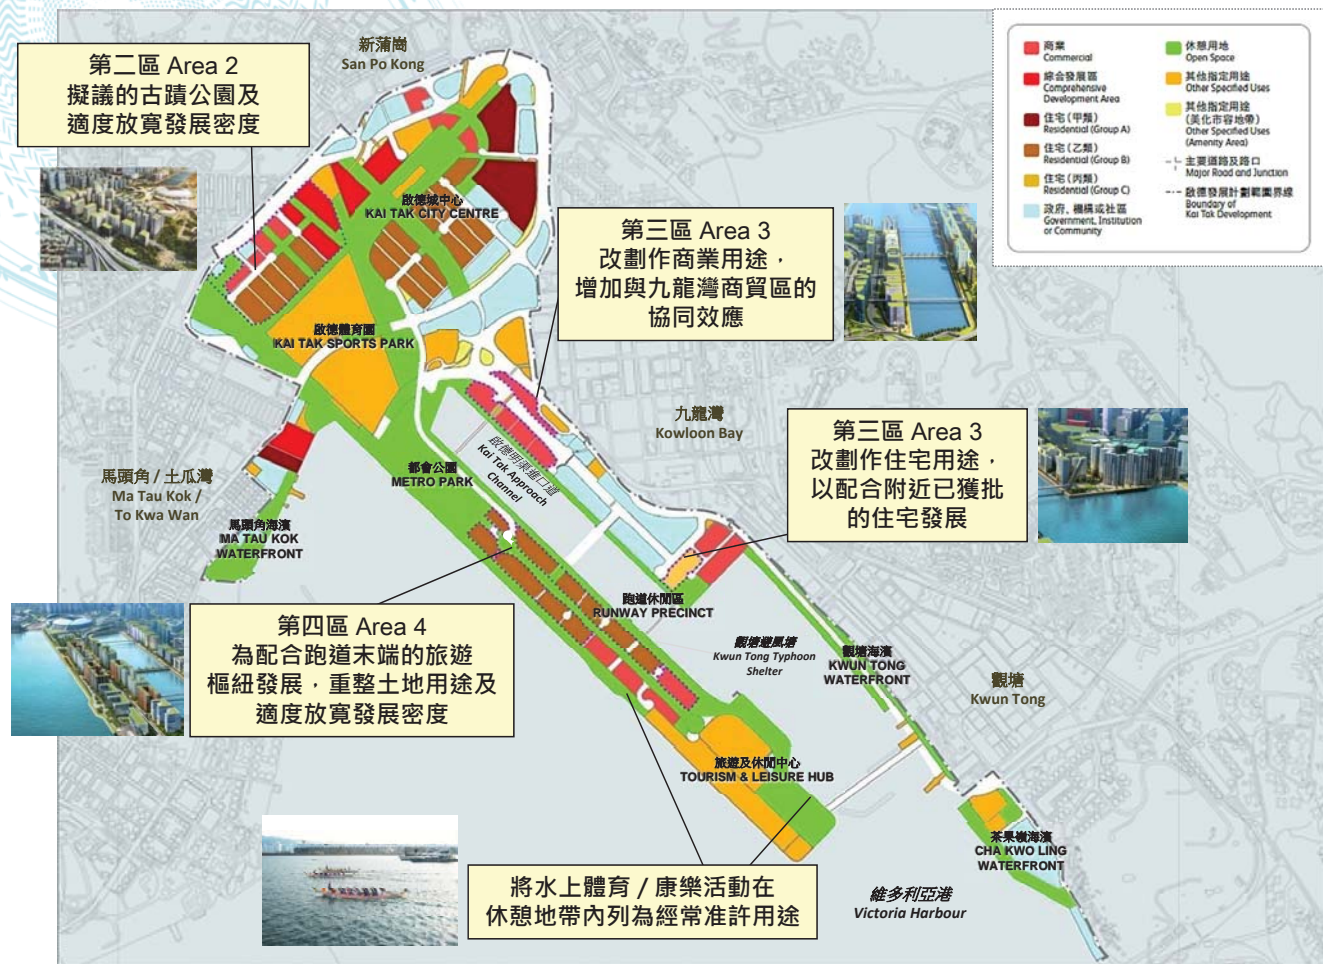 第二區 Area 2
擬議的古蹟公園及
適度放寬發展密度
新蒲崗
San Po Kong
商業
Commercial
綜合發展區
Comprehensive
Development Area
住宅(甲類)
Residential (Group A)
住宅(乙類)
Residential (Group B)
住宅(丙類)
Residential (Group C)
政府, 機構或社區
Government, Institution
or Community
休憩用地
Open Space
其他指定用途
Other Specified Uses
其他指定用途
(美化市容地帶)
Other Specified Uses
(Amenity Area)
主要道路及路口
Major Road and Junction
啟德發展計劃範圍界線
Boundary of
Kai Tak Development
啟德城中心
KAI TAK CITY CENTRE
第三區 Area 3
改劃作商業用途,
增加與九龍灣商貿區的
協同效應
啟德體育園
KAI TAK SPORTS PARK
九龍灣
Kowloon Bay
第三區 Area 3
改劃作住宅用途,
以配合附近已獲批
的住宅發展
啟德明渠進口道
Kai Tak Approach
Channel
都會公園
METRO PARK
馬頭角 / 土瓜灣
Ma Tau Kok /
To Kwa Wan
馬頭角海濱
MA TAU KOK
WATERFRONT
跑道休閒區
RUNWAY PRECINCT
第四區 Area 4
為配合跑道末端的旅遊
樞紐發展,重整土地用途及
適度放寬發展密度
觀塘避風塘
Kwun Tong Typhoon
Shelter
觀塘海濱
KWUN TONG
WATERFRONT
觀塘
Kwun Tong
旅遊及休閒中心
TOURISM & LEISURE HUB
茶果嶺海濱
CHA KWO LING
WATERFRONT
將水上體育 / 康樂活動在
休憩地帶內列為經常准許用途
維多利亞港
Victoria Harbour